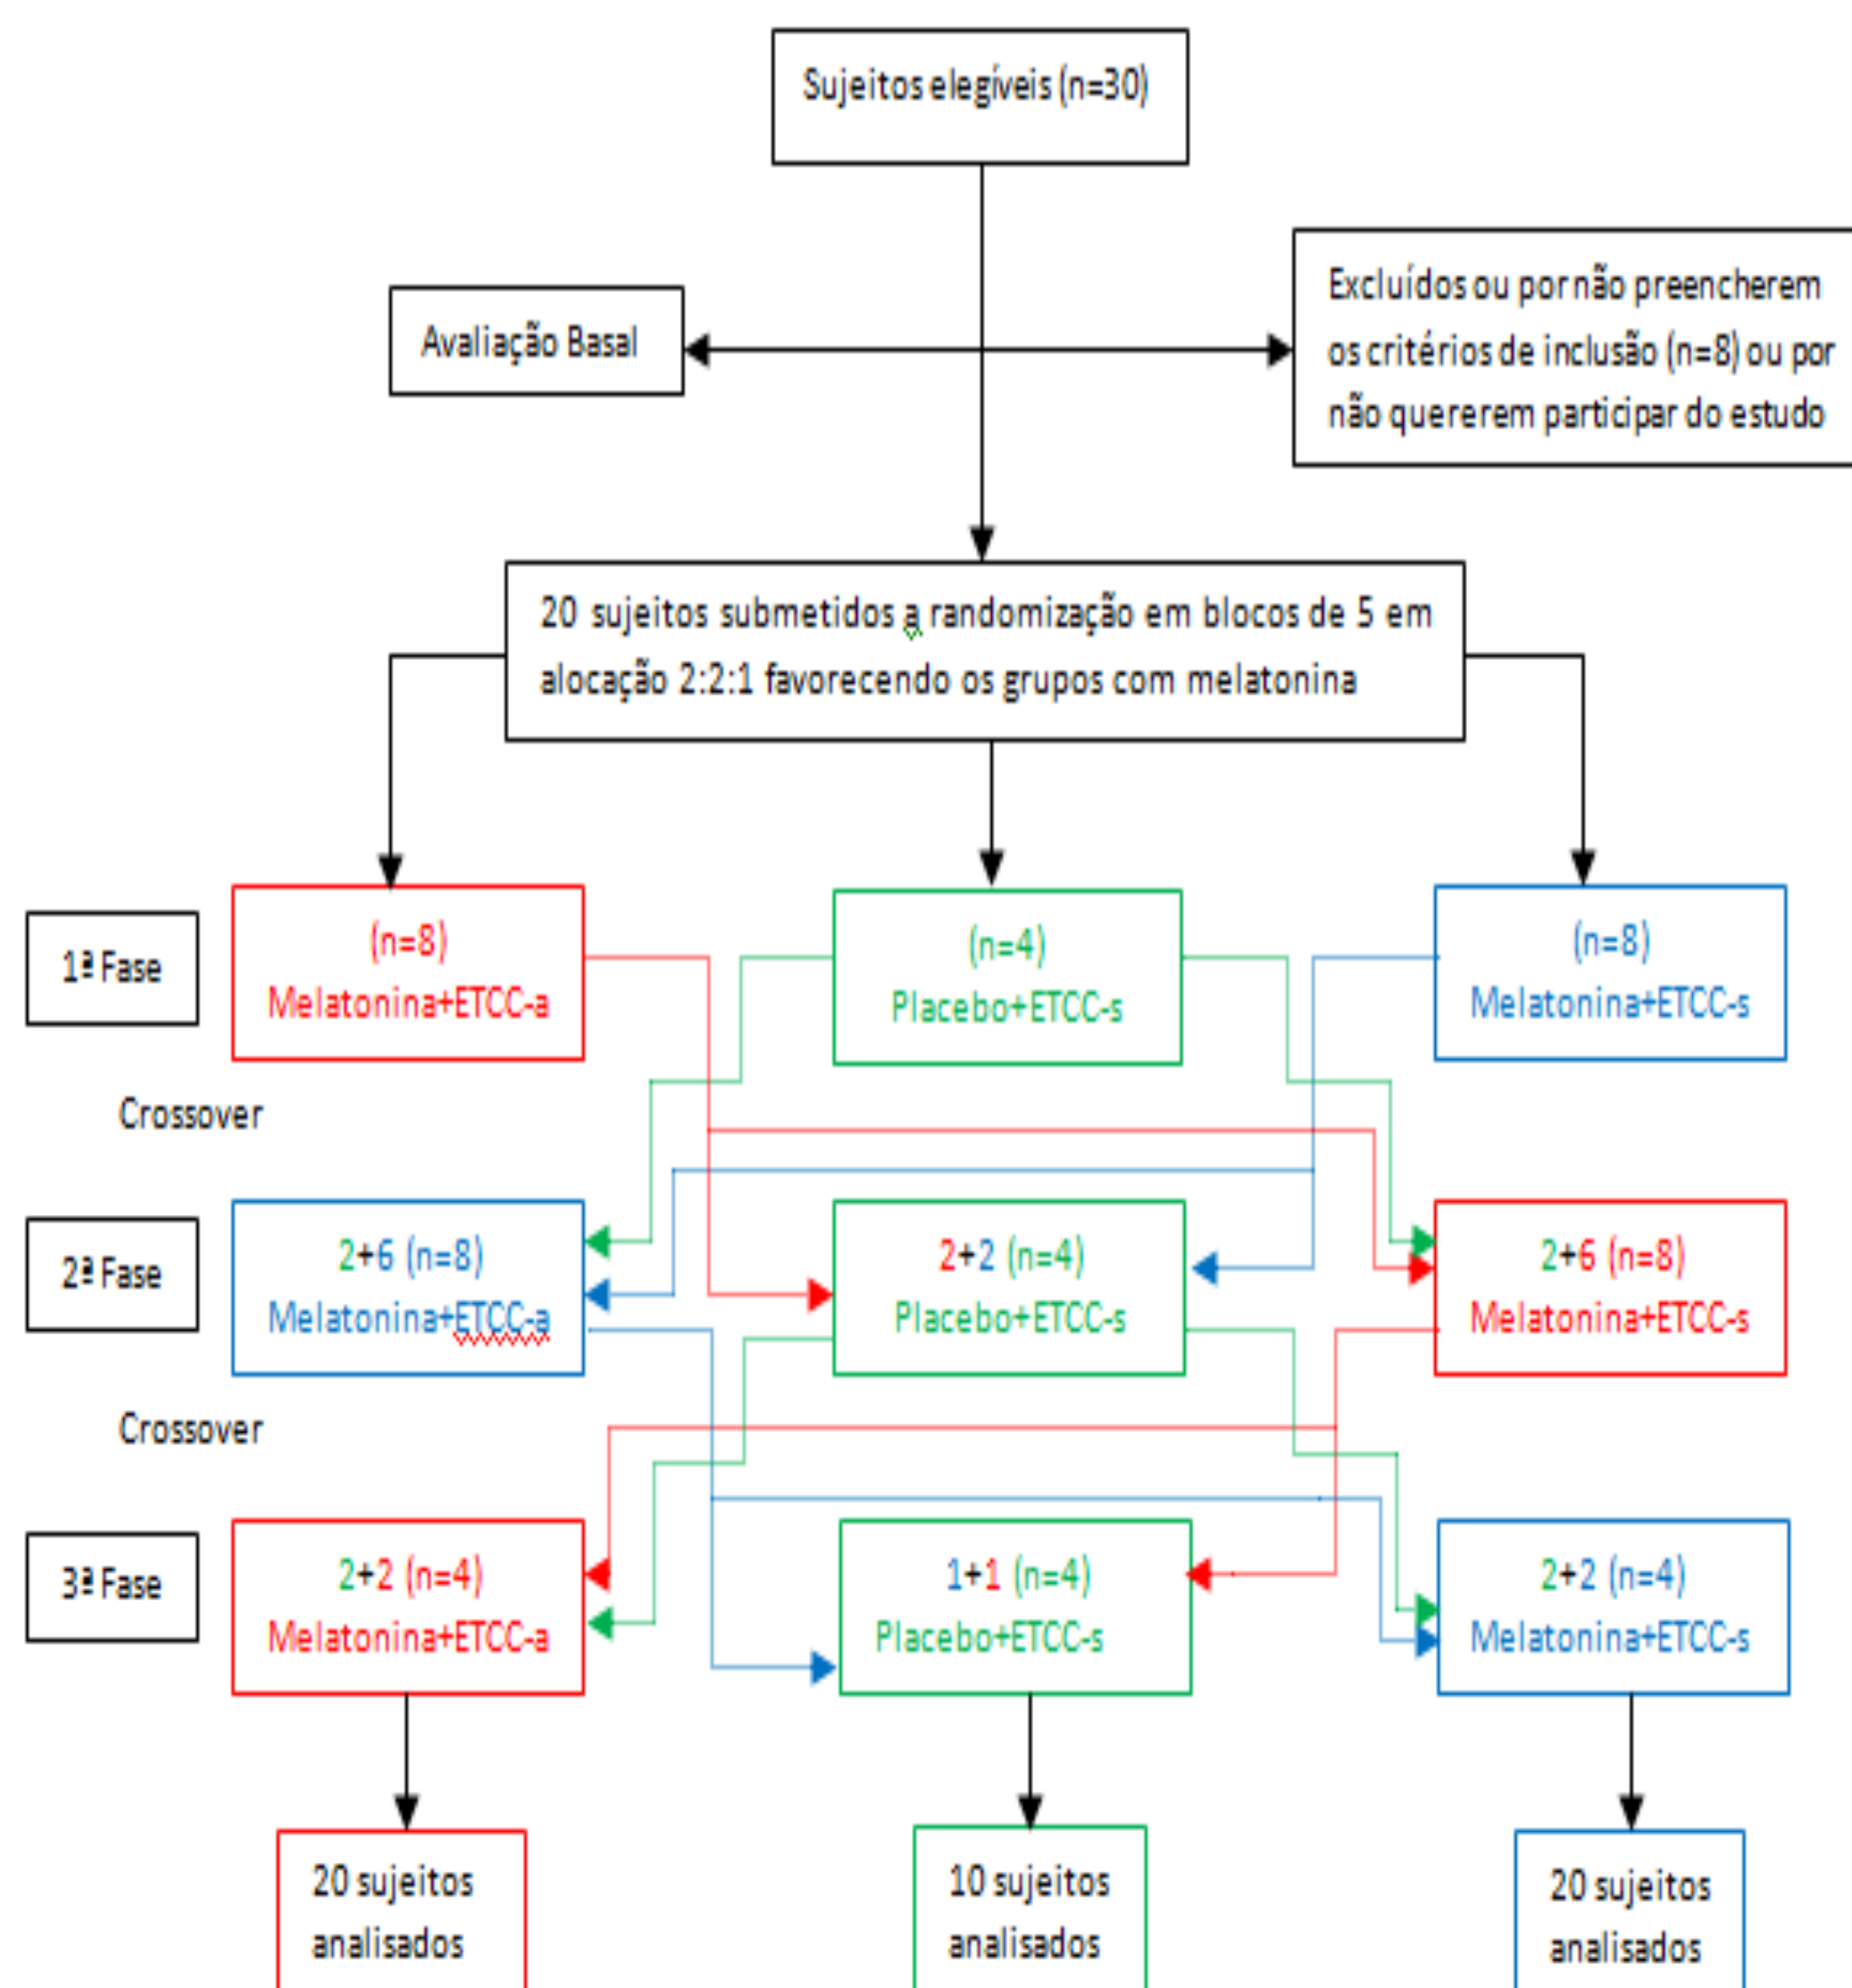 Sujeitos elegíveis (n=30)
Avaliação Basal
Excluídos ou por não preencherem
os critérios de inclusão (n=8) ou por
não quererem participar do estudo
20 sujeitos submetidos a randomização em blocos de 5 em
alocação 2:2:1 favorecendo os grupos com melatonina
1ª Fase
(n=8)
Melatonina+ETCC-a
(n=4)
Placebo+ETCC-s
(n=8)
Melatonina+ETCC-s
Crossover
2ª Fase
2+6 (n=8)
Melatonina+ETCC-a
2+2 (n=4)
Placebo+ETCC-s
2+6 (n=8)
Melatonina+ETCC-s
Crossover
3ª Fase
2+2 (n=4)
Melatonina+ETCC-a
1+1 (n=4)
Placebo+ETCC-s
2+2 (n=4)
Melatonina+ETCC-s
20 sujeitos
analisados
10 sujeitos
analisados
20 sujeitos
analisados